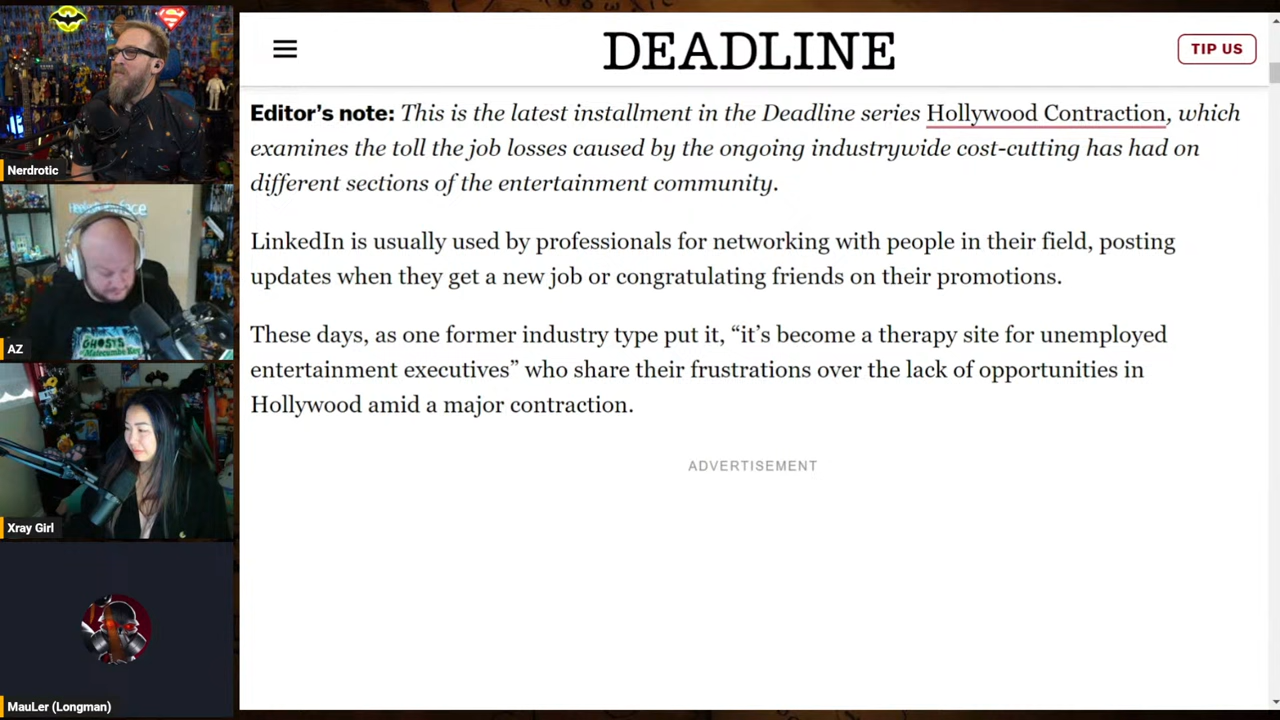 DEADLINE
TIP US
Editor's note: This is the latest installment in the Deadline series Hollywood Contraction, which
examines the toll the job losses caused by the ongoing industrywide cost-cutting has had on
different sections of the entertainment community.
LinkedIn is usually used by professionals for networking with people in their field, posting
updates when they get a new job or congratulating friends on their promotions.
These days, as one former industry type put it, “it's become a therapy site for unemployed
entertainment executives” who share their frustrations over the lack of opportunities in
Hollywood amid a major contraction.
ADVERTISEMENT
Nerdrotic
GHOSTS
AZ
Xray Girl
MauLer (Longman)